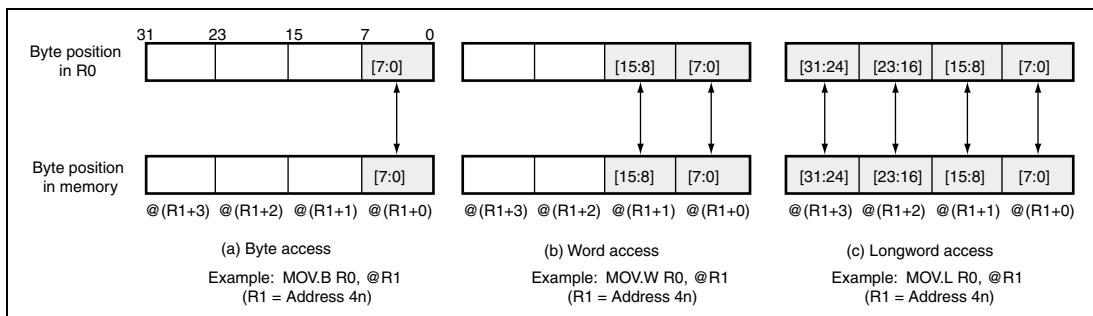 31 23 15 7 0
Byte position
in R0
[7:0]
[15:8] [7:0]
[31:24] [23:16] [15:8] [7:0]
Byte position
in memory
[7:0]
[15:8] [7:0]
[31:24] [23:16] [15:8] [7:0]
@(R1+3) @(R1+2) @(R1+1) @(R1+0)
@(R1+3) @(R1+2) @(R1+1) @(R1+0)
@(R1+3) @(R1+2) @(R1+1) @(R1+0)
(a) Byte access
Example: MOV.B R0, @R1
(R1 = Address 4n)
(b) Word access
Example: MOV.W R0, @R1
(R1 = Address 4n)
(c) Longword access
Example: MOV.L R0, @R1
(R1 = Address 4n)